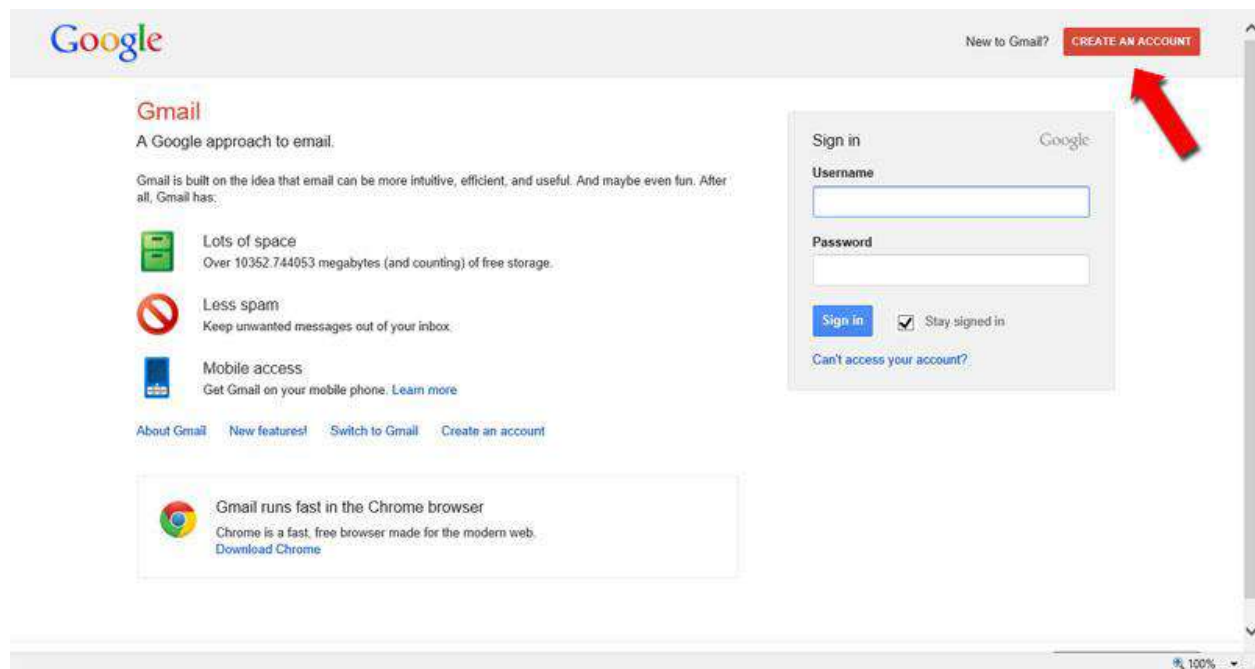 Google
New to Gmail? CREATE AN ACCOUNT
Gmail
A Google approach to email.
Gmail is built on the idea that email can be more intuitive, efficient, and useful. And maybe even fun. After
all, Gmail has:
Lots of space
Over 10352.744053 megabytes (and counting) of free storage.
Less spam
Keep unwanted messages out of your inbox.
Mobile access
Get Gmail on your mobile phone. Learn more
About Gmail New features! Switch to Gmail Create an account
Gmail runs fast in the Chrome browser
Chrome is a fast, free browser made for the modern web.
Download Chrome
Sign in Google
Username
Password
Sign in Stay signed in
Can't access your account?
100%